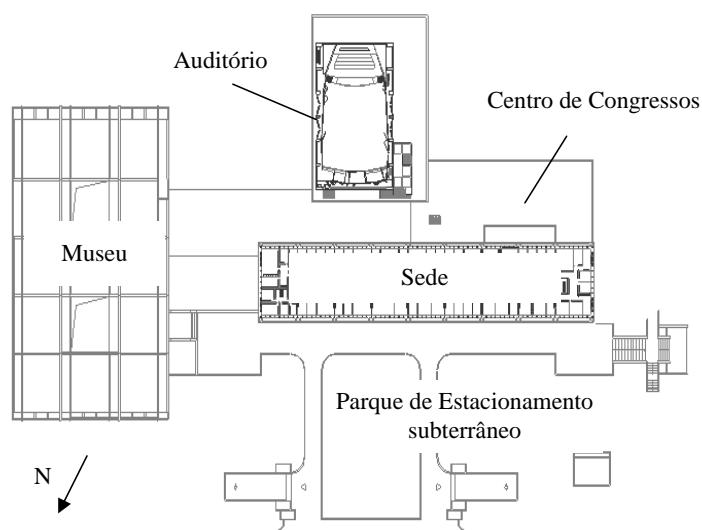 Auditório
Centro de Congressos
Museu
Sede
Parque de Estacionamento
subterrâneo
N